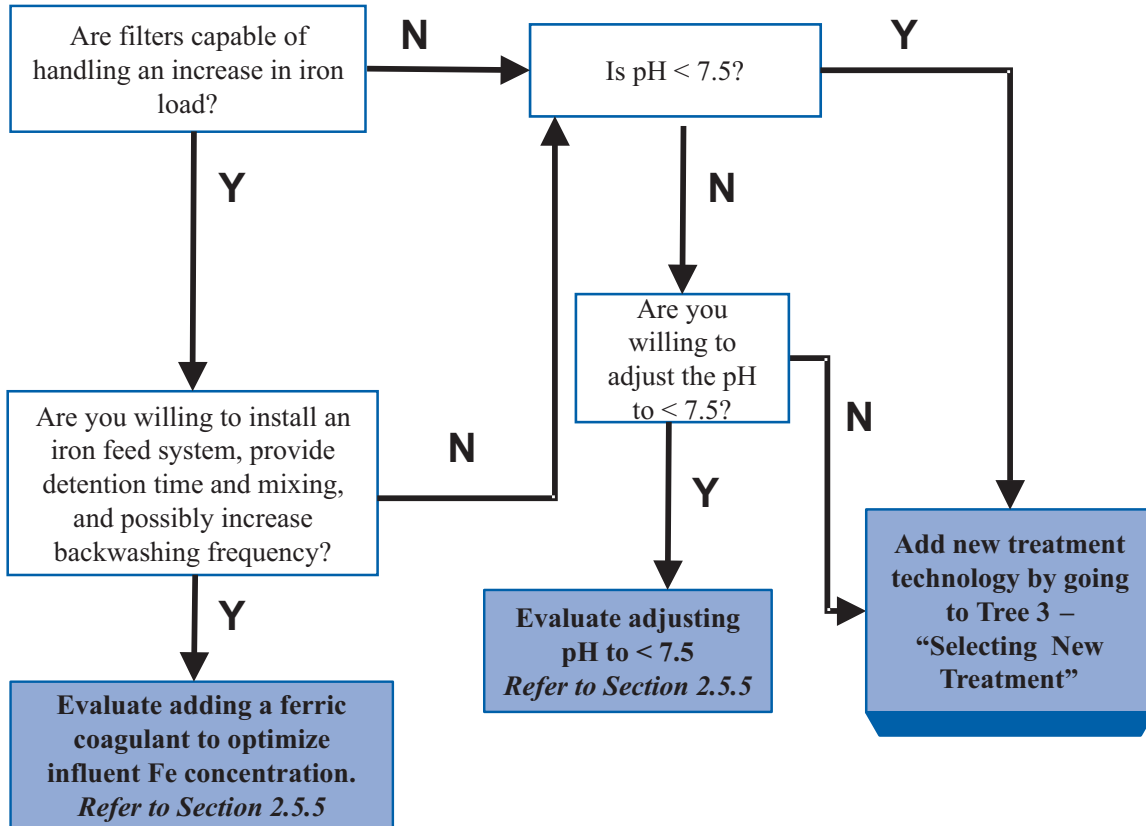 Are filters capable of
handling an increase in iron
load?
N
Is pH < 7.5?
Y
Y
N
Are you willing to install an
iron feed system, provide
detention time and mixing,
and possibly increase
backwashing frequency?
N
Are you
willing to
adjust the pH
to < 7.5?
N
Y
Y
Evaluate adding a ferric
coagulant to optimize
influent Fe concentration.
Refer to Section 2.5.5
Evaluate adjusting
pH to < 7.5
Refer to Section 2.5.5
Add new treatment
technology by going
to Tree 3 –
“Selecting New
Treatment”